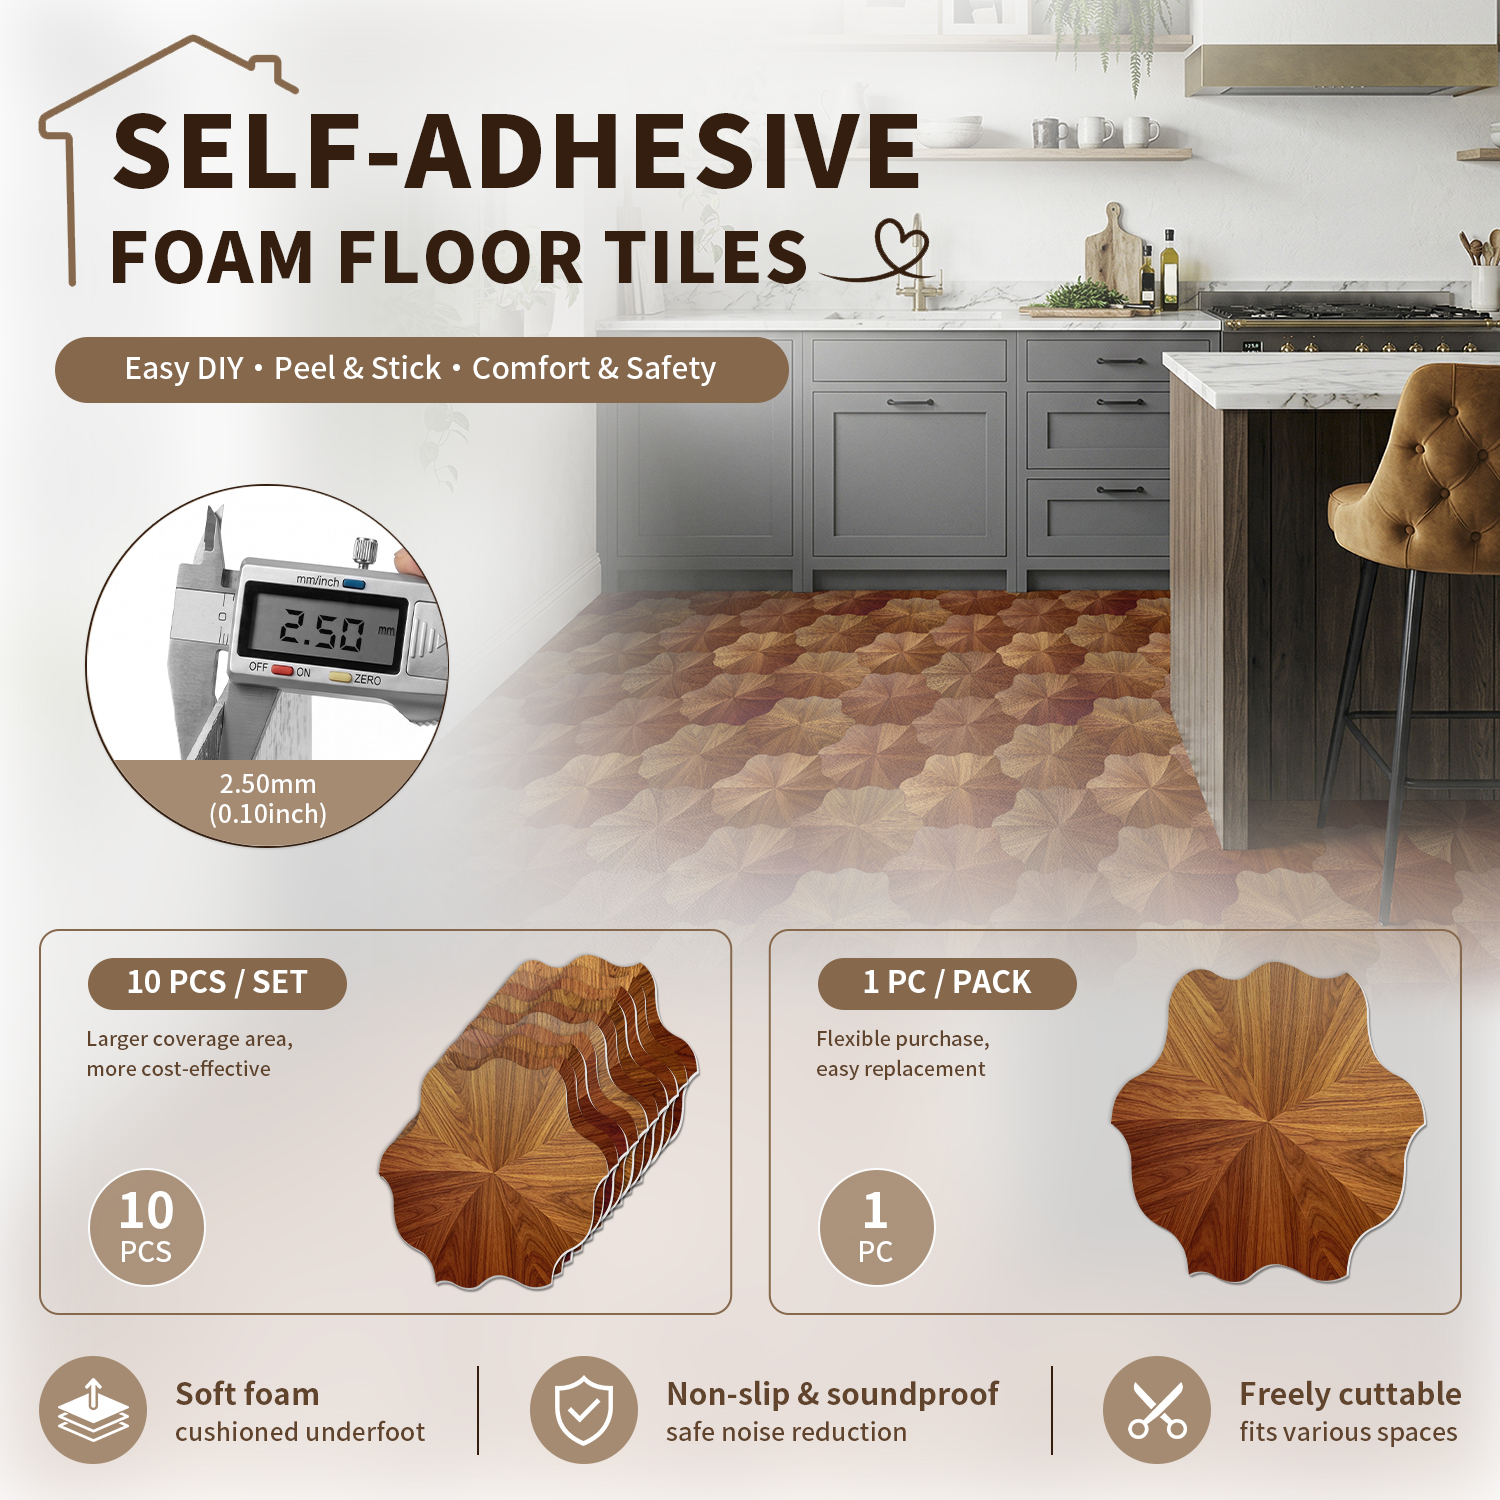 SELF-ADHESIVE
FOAM FLOOR TILES
Easy DIY • Peel & Stick • Comfort & Safety
mm/inch
2.50 mm
OFF ON ZERO
2.50mm
(0.10inch)
10 PCS / SET
Larger coverage area,
more cost-effective
10
PCS
1 PC / PACK
Flexible purchase,
easy replacement
1
PC
Soft foam
cushioned underfoot
Non-slip & soundproof
safe noise reduction
Freely cuttable
fits various spaces